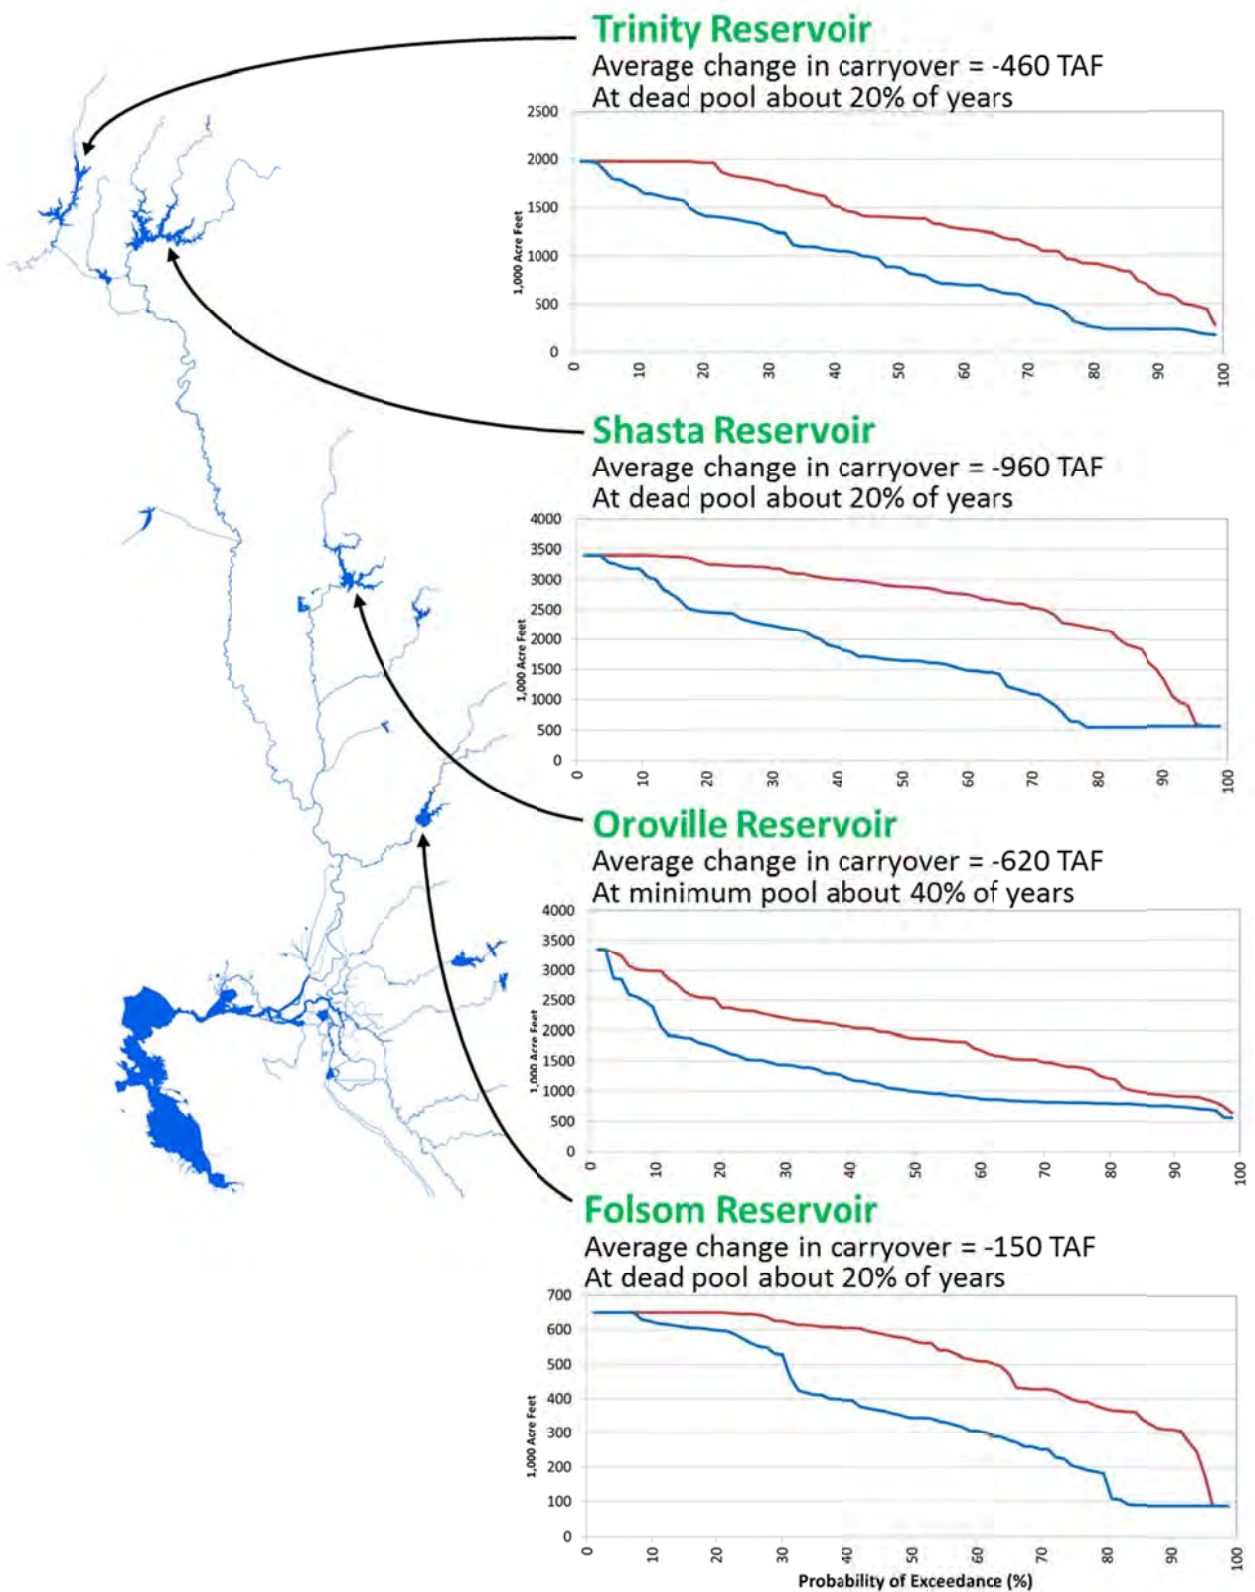 Trinity Reservoir
Average change in carryover = -460 TAF
At dead pool about 20% of years
2500
2000
1500
1000
500
0
1,000 Acre Feet
0 10 20 30 40 50 60 70 80 90 100
Shasta Reservoir
Average change in carryover = -960 TAF
At dead pool about 20% of years
4000
3500
3000
2500
2000
1500
1000
500
0
1,000 Acre Feet
0 10 20 30 40 50 60 70 80 90 100
Oroville Reservoir
Average change in carryover = -620 TAF
At minimum pool about 40% of years
4000
3500
3000
2500
2000
1500
1000
500
0
1,000 Acre Feet
0 10 20 30 40 50 60 70 80 90 100
Folsom Reservoir
Average change in carryover = -150 TAF
At dead pool about 20% of years
700
600
500
400
300
200
100
0
1,000 Acre Feet
0 10 20 30 40 50 60 70 80 90 100
Probability of Exceedance (%)